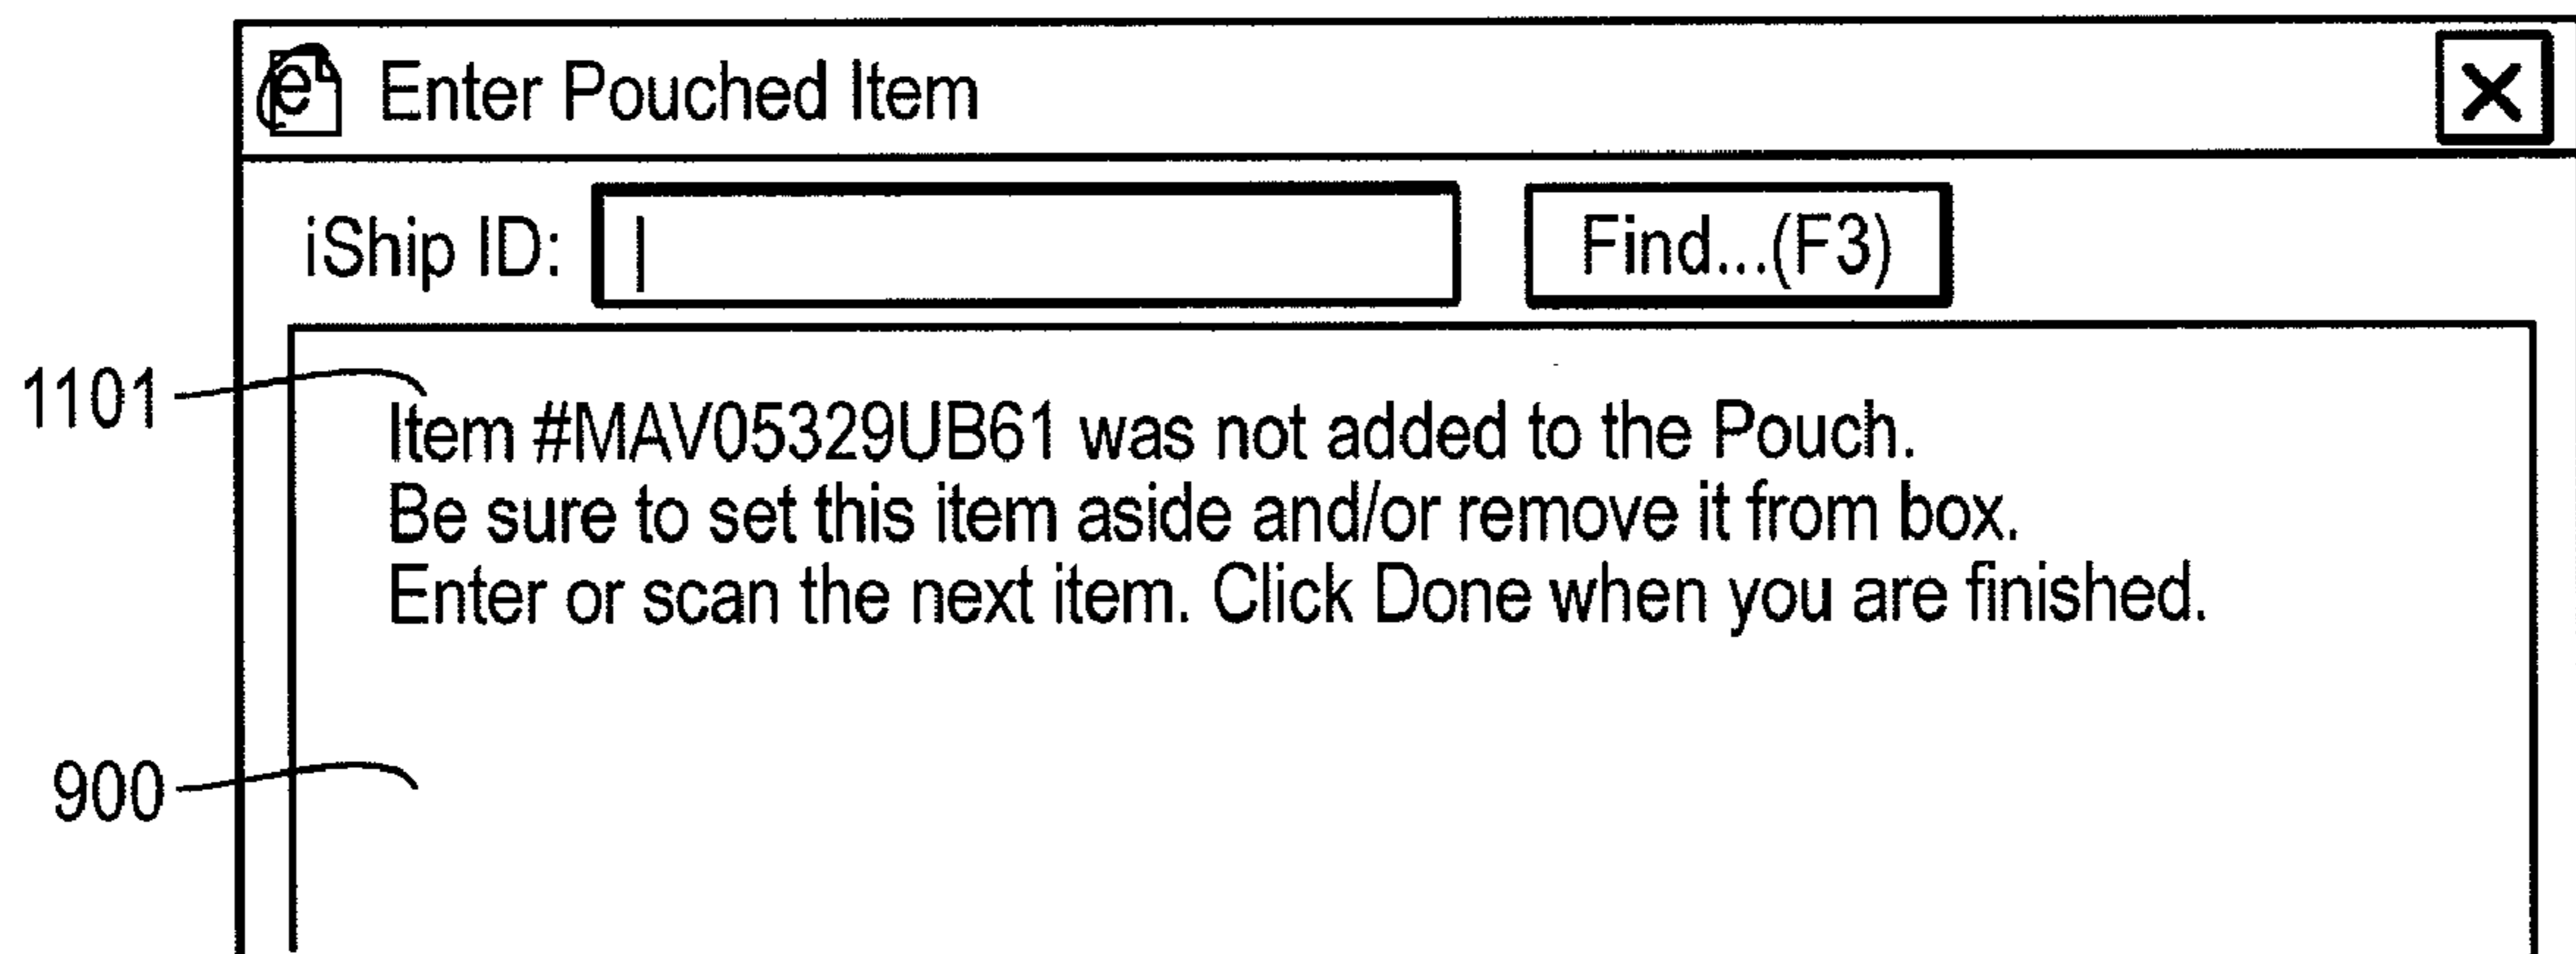 Enter Pouched Item
iShip ID:
Find...(F3)
1101
Item #MAV05329UB61 was not added to the Pouch.
Be sure to set this item aside and/or remove it from box.
Enter or scan the next item. Click Done when you are finished.
900